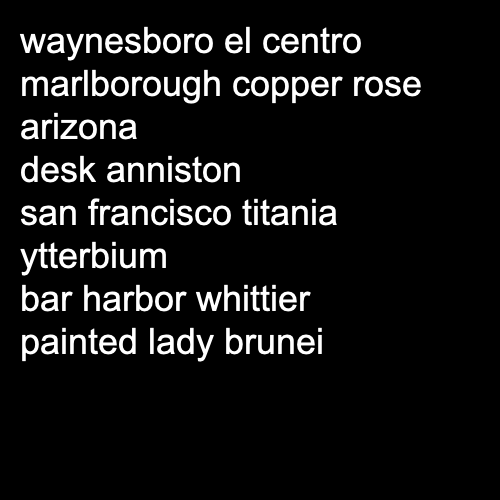 waynesboro el centro
marlborough copper rose
arizona
desk anniston
san francisco titania
ytterbium
bar harbor whittier
painted lady brunei